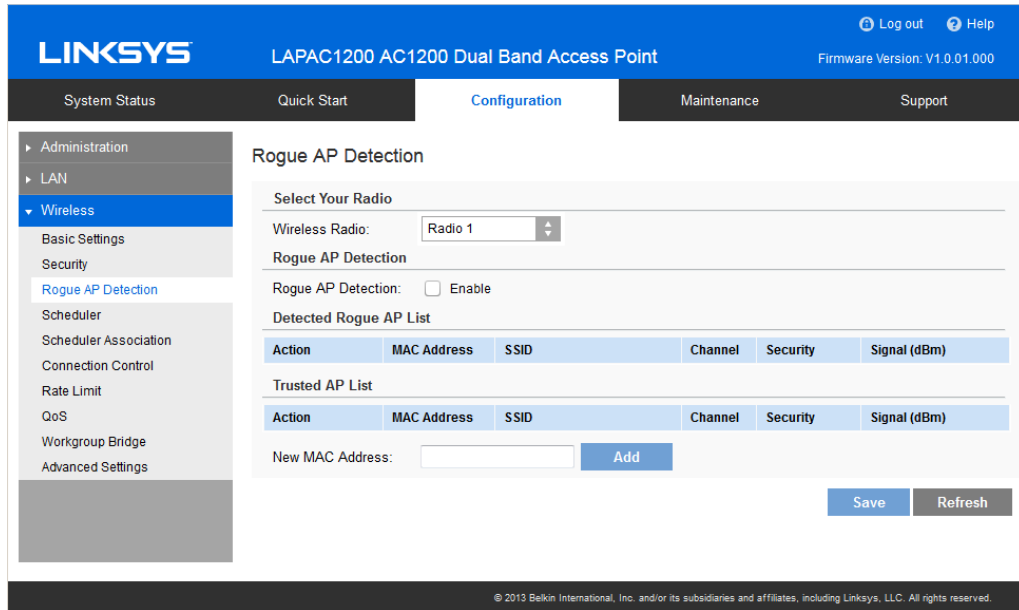 Log out Help
LINKSYS LAPAC1200 AC1200 Dual Band Access Point Firmware Version: V1.0.01.000
System Status Quick Start Configuration Maintenance Support
Administration
LAN
Wireless
Basic Settings
Security
Rogue AP Detection
Scheduler
Scheduler Association
Connection Control
Rate Limit
QoS
Workgroup Bridge
Advanced Settings
Rogue AP Detection
Select Your Radio
Wireless Radio: Radio 1
Rogue AP Detection
Rogue AP Detection: Enable
Detected Rogue AP List
Action MAC Address SSID Channel Security Signal (dBm)
Trusted AP List
Action MAC Address SSID Channel Security Signal (dBm)
New MAC Address: Add
Save Refresh
© 2013 Belkin International, Inc. and/or its subsidiaries and affiliates, including Linksys, LLC. All rights reserved.